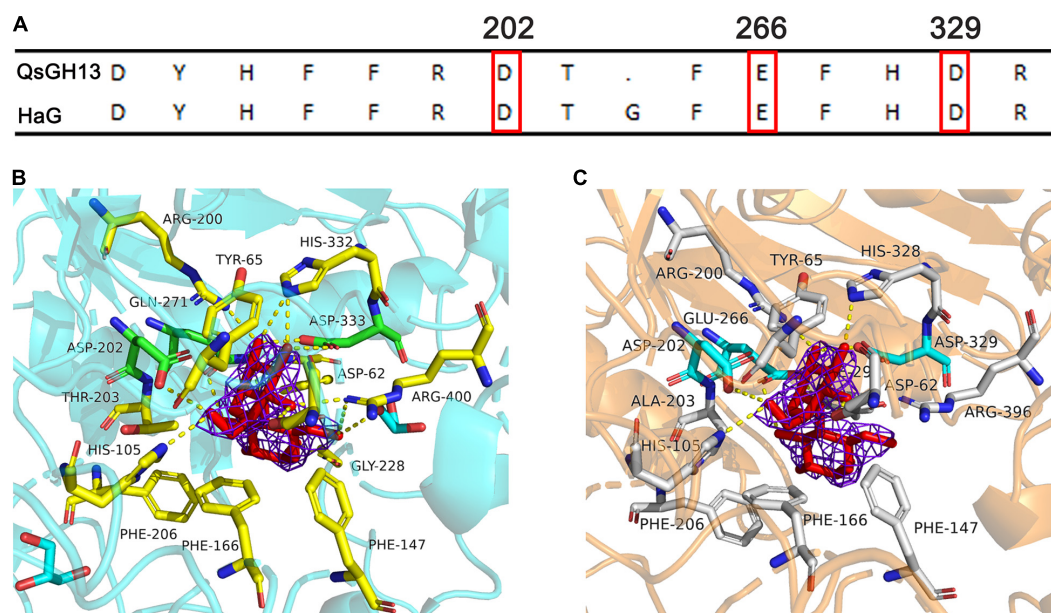 A
202 266 329
QsGH13 D Y H F F R D T . F E F H D R
HaG D Y H F F R D T G F E F H D R
B
ARG-200
HIS-332
TYR-65
GLN-271
ASP-333
ASP-202
ASP-62
THR-203
ARG-400
HIS-105
GLY-228
PHE-206
PHE-166
PHE-147
C
HIS-328
TYR-65
ARG-200
GLU-266
ASP-202
ASP-329
ASP-62
ALA-203
ARG-396
HIS-105
PHE-206
PHE-166
PHE-147